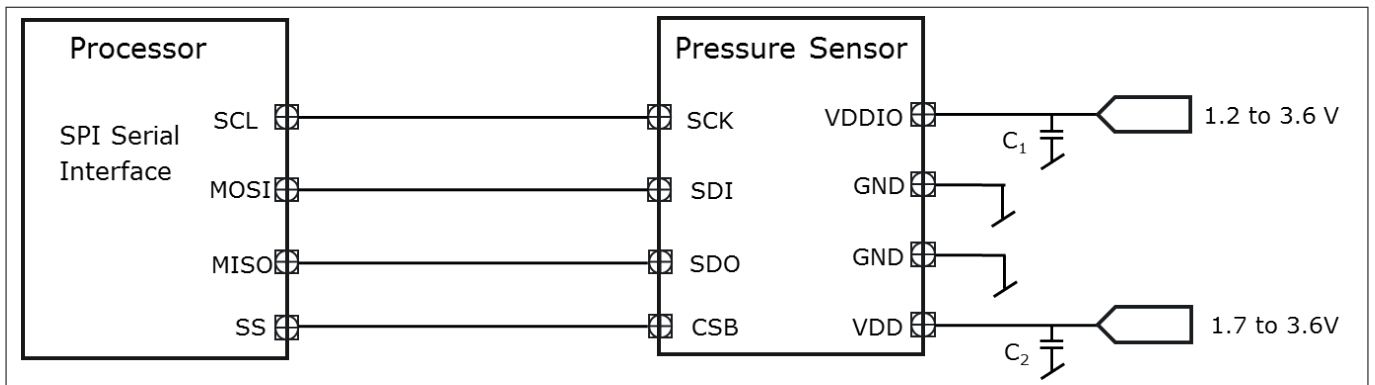 Processor
Pressure Sensor
SPI Serial
Interface
SCL
SCK
VDDIO
C1
1.2 to 3.6 V
MOSI
SDI
GND
MISO
SDO
GND
SS
CSB
VDD
C2
1.7 to 3.6V